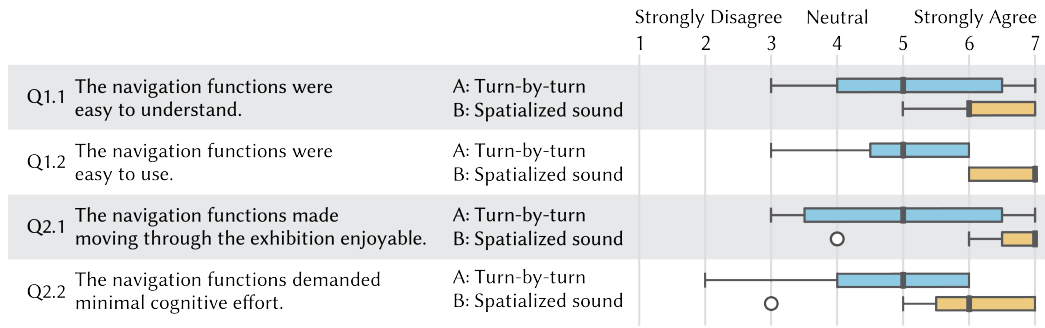 Strongly Disagree Neutral Strongly Agree
1 2 3 4 5 6 7
Q1.1 The navigation functions were easy to understand.
A: Turn-by-turn
B: Spatialized sound
Q1.2 The navigation functions were easy to use.
A: Turn-by-turn
B: Spatialized sound
Q2.1 The navigation functions made moving through the exhibition enjoyable.
A: Turn-by-turn
B: Spatialized sound
Q2.2 The navigation functions demanded minimal cognitive effort.
A: Turn-by-turn
B: Spatialized sound